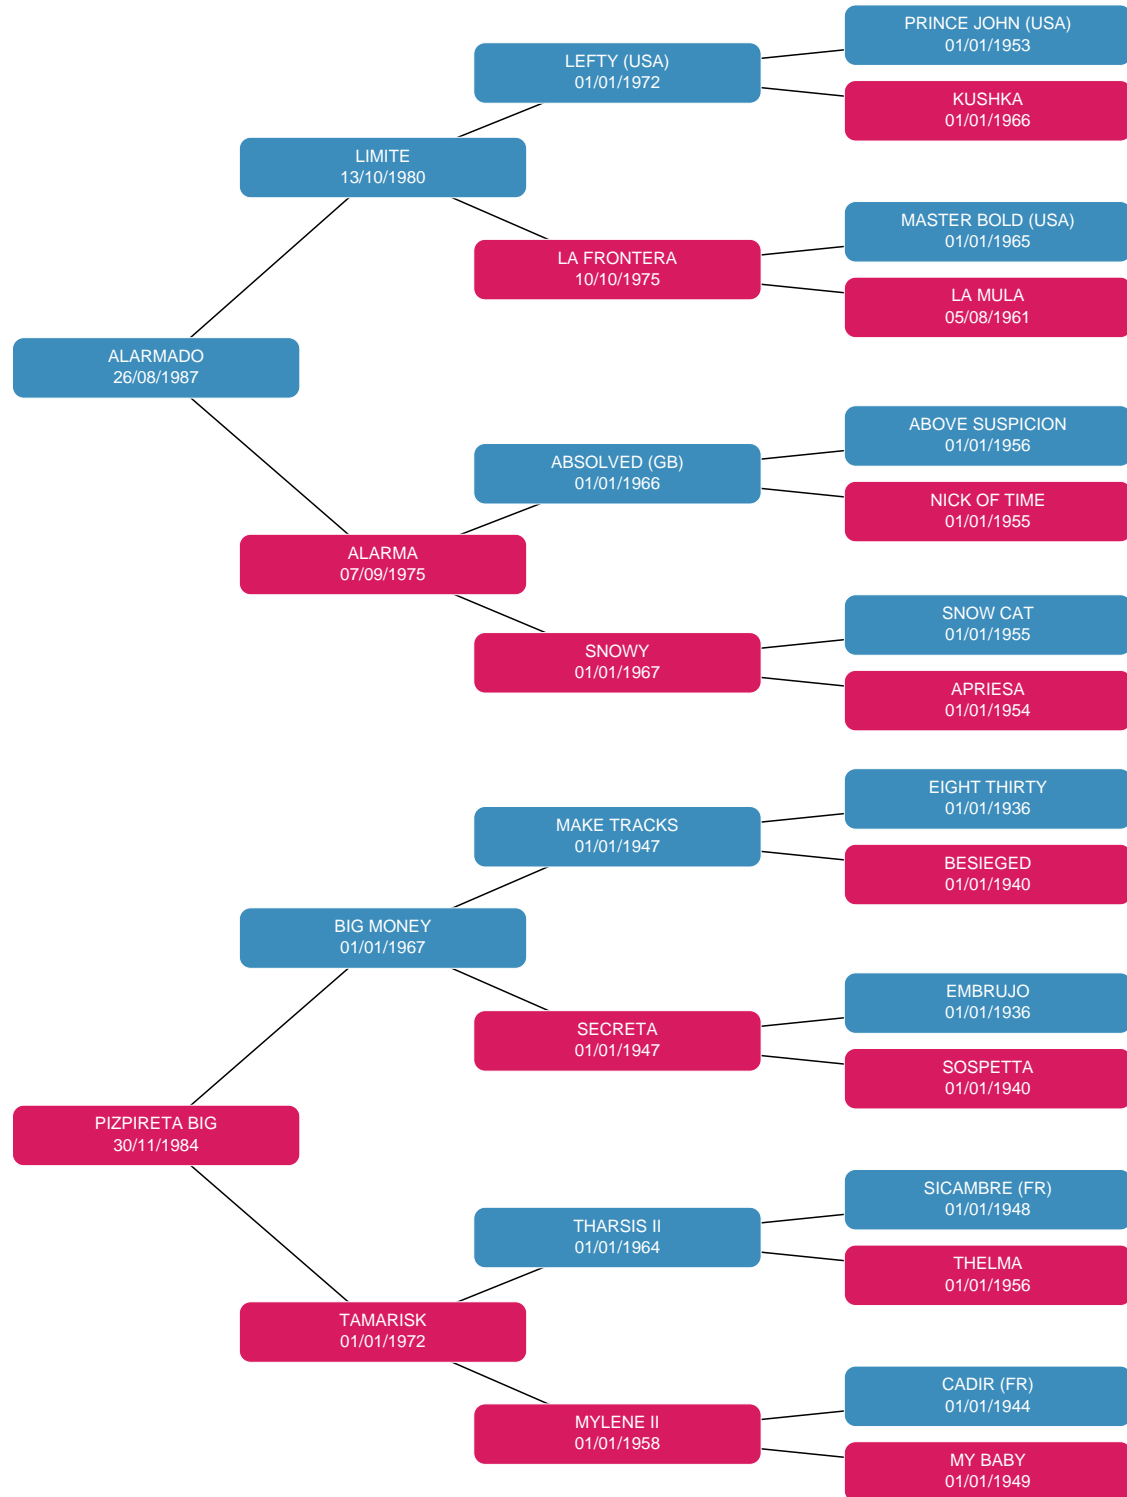 PRINCE JOHN (USA)
01/01/1953
LEFTY (USA)
01/01/1972
KUSHKA
01/01/1966
LIMITE
13/10/1980
MASTER BOLD (USA)
01/01/1965
LA FRONTERA
10/10/1975
LA MULA
05/08/1961
ALARMADO
26/08/1987
ABOVE SUSPICION
01/01/1956
ABSOLVED (GB)
01/01/1966
NICK OF TIME
01/01/1955
ALARMA
07/09/1975
SNOW CAT
01/01/1955
SNOWY
01/01/1967
APRIESA
01/01/1954
EIGHT THIRTY
01/01/1936
MAKE TRACKS
01/01/1947
BESIEGED
01/01/1940
BIG MONEY
01/01/1967
EMBRUJO
01/01/1936
SECRETA
01/01/1947
SOSPETTA
01/01/1940
PIZPIRETA BIG
30/11/1984
SICAMBRE (FR)
01/01/1948
THARSIS II
01/01/1964
THELMA
01/01/1956
TAMARISK
01/01/1972
CADIR (FR)
01/01/1944
MYLENE II
01/01/1958
MY BABY
01/01/1949